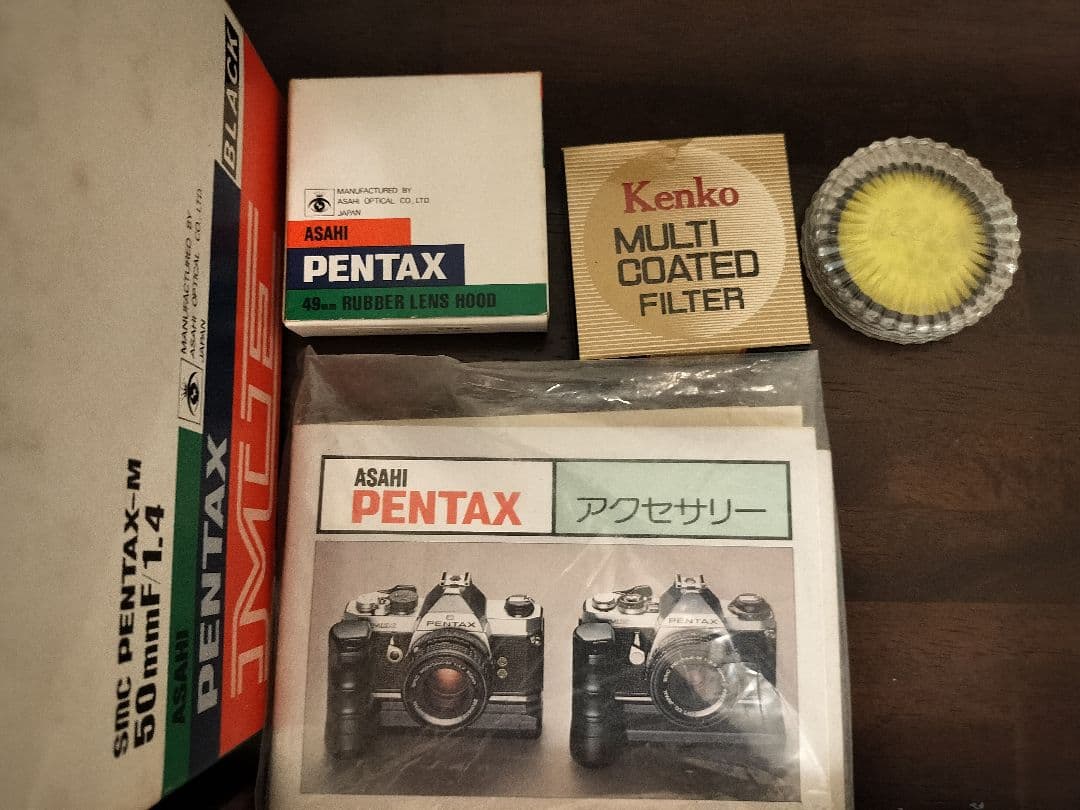 BLACK
MANUFACTURED BY
ASAHI OPTICAL CO., LTD.
JAPAN
smc PENTAX-M
50mmF/1.4
ASAHI
PENTAX
MANUFACTURED BY
ASAHI OPTICAL CO., LTD.
JAPAN
ASAHI
PENTAX
49mm RUBBER LENS HOOD
Kenko
MULTI
COATED
FILTER
ASAHI
PENTAX
アクセサリー
PENTAX
PENTAX